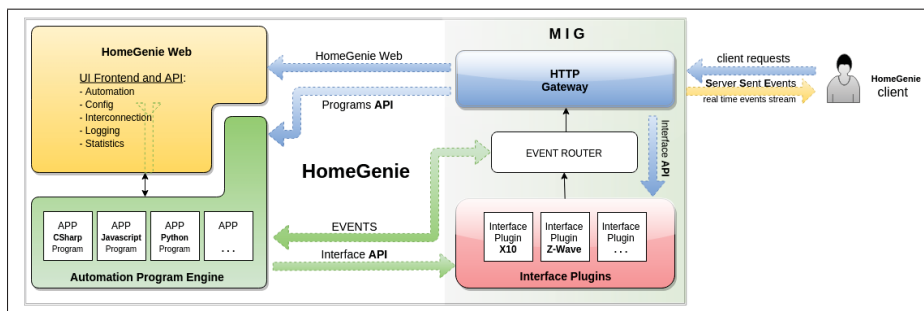 HomeGenie Web
UI Frontend and API:
- Automation
- Config
- Interconnection
- Logging
- Statistics
HomeGenie Web
Programs API
HomeGenie
EVENTS
Interface API
APP
CSharp
Program
APP
Javascript
Program
APP
Python
Program
APP
. . .
Automation Program Engine
M I G
HTTP
Gateway
EVENT ROUTER
Interface API
Interface
Plugin
X10
Interface
Plugin
Z-Wave
Interface
Plugin
. . .
Interface Plugins
client requests
Server Sent Events
real time events stream
HomeGenie
client